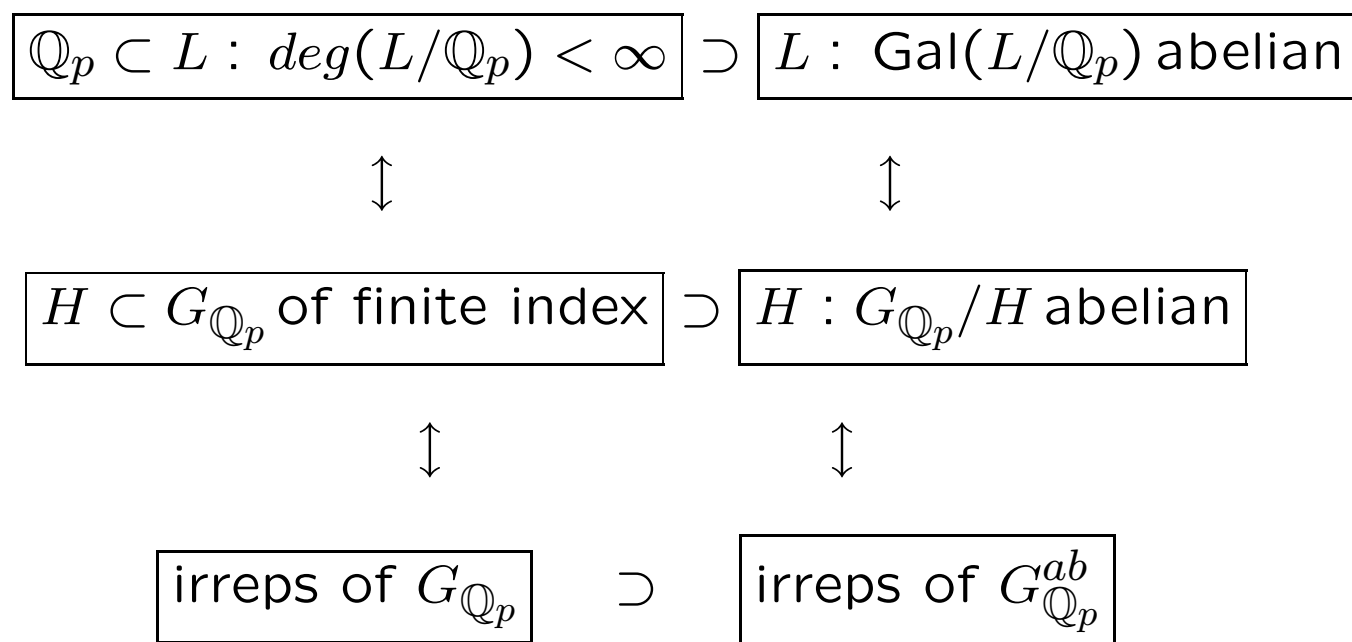 ℚ_p ⊂ L : deg(L/ℚ_p) < ∞ ⊃ L : Gal(L/ℚ_p) abelian
↕ ↕
H ⊂ G_{ℚ_p} of finite index ⊃ H : G_{ℚ_p}/H abelian
↕ ↕
irreps of G_{ℚ_p} ⊃ irreps of G^{ab}_{ℚ_p}